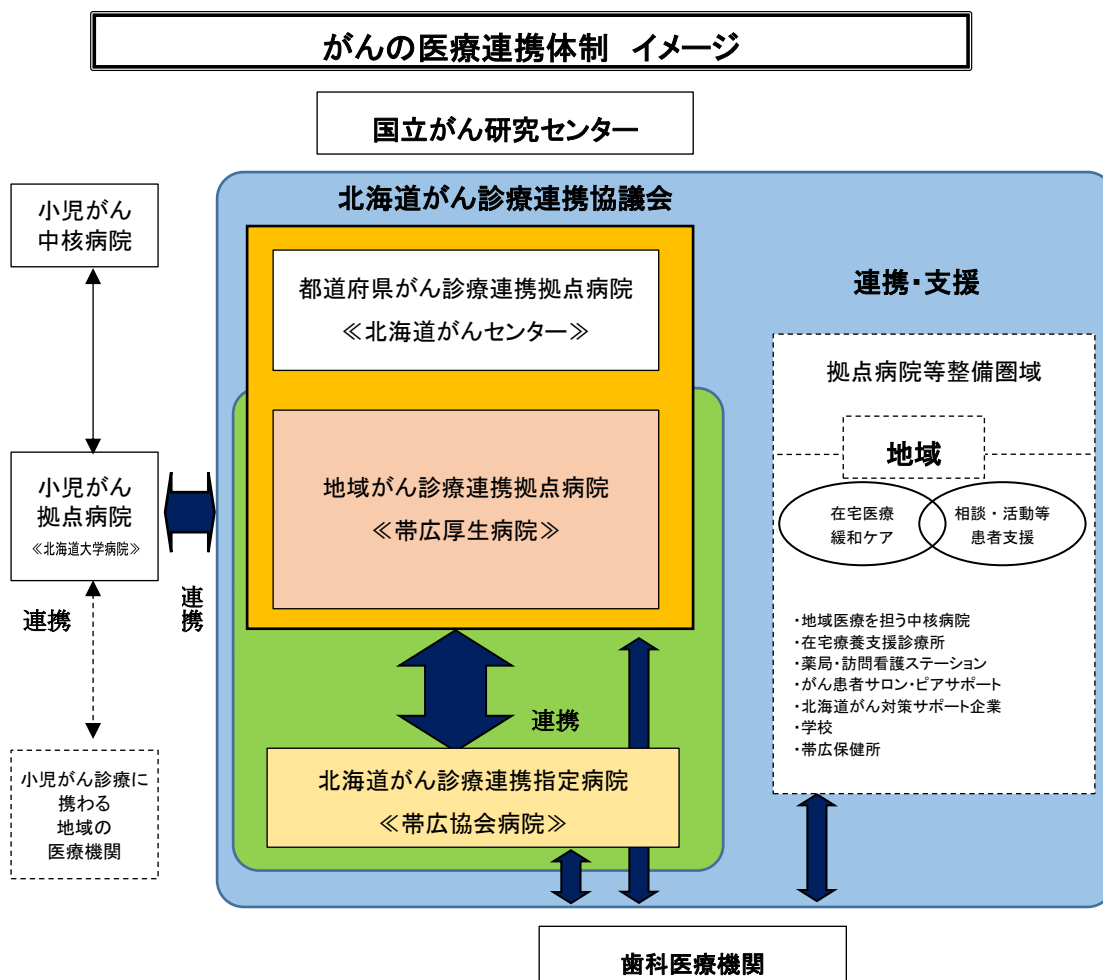 がんの医療連携体制 イメージ
国立がん研究センター
小児がん
中核病院
小児がん
拠点病院
≪北海道大学病院≫
連携
小児がん診療に
携わる
地域の
医療機関
連携
北海道がん診療連携協議会
都道府県がん診療連携拠点病院
≪北海道がんセンター≫
地域がん診療連携拠点病院
≪帯広厚生病院≫
連携
北海道がん診療連携指定病院
≪帯広協会病院≫
連携・支援
拠点病院等整備圏域
地域
在宅医療
緩和ケア
相談・活動等
患者支援
・地域医療を担う中核病院
・在宅療養支援診療所
・薬局・訪問看護ステーション
・がん患者サロン・ピアサポート
・北海道がん対策サポート企業
・学校
・帯広保健所
歯科医療機関